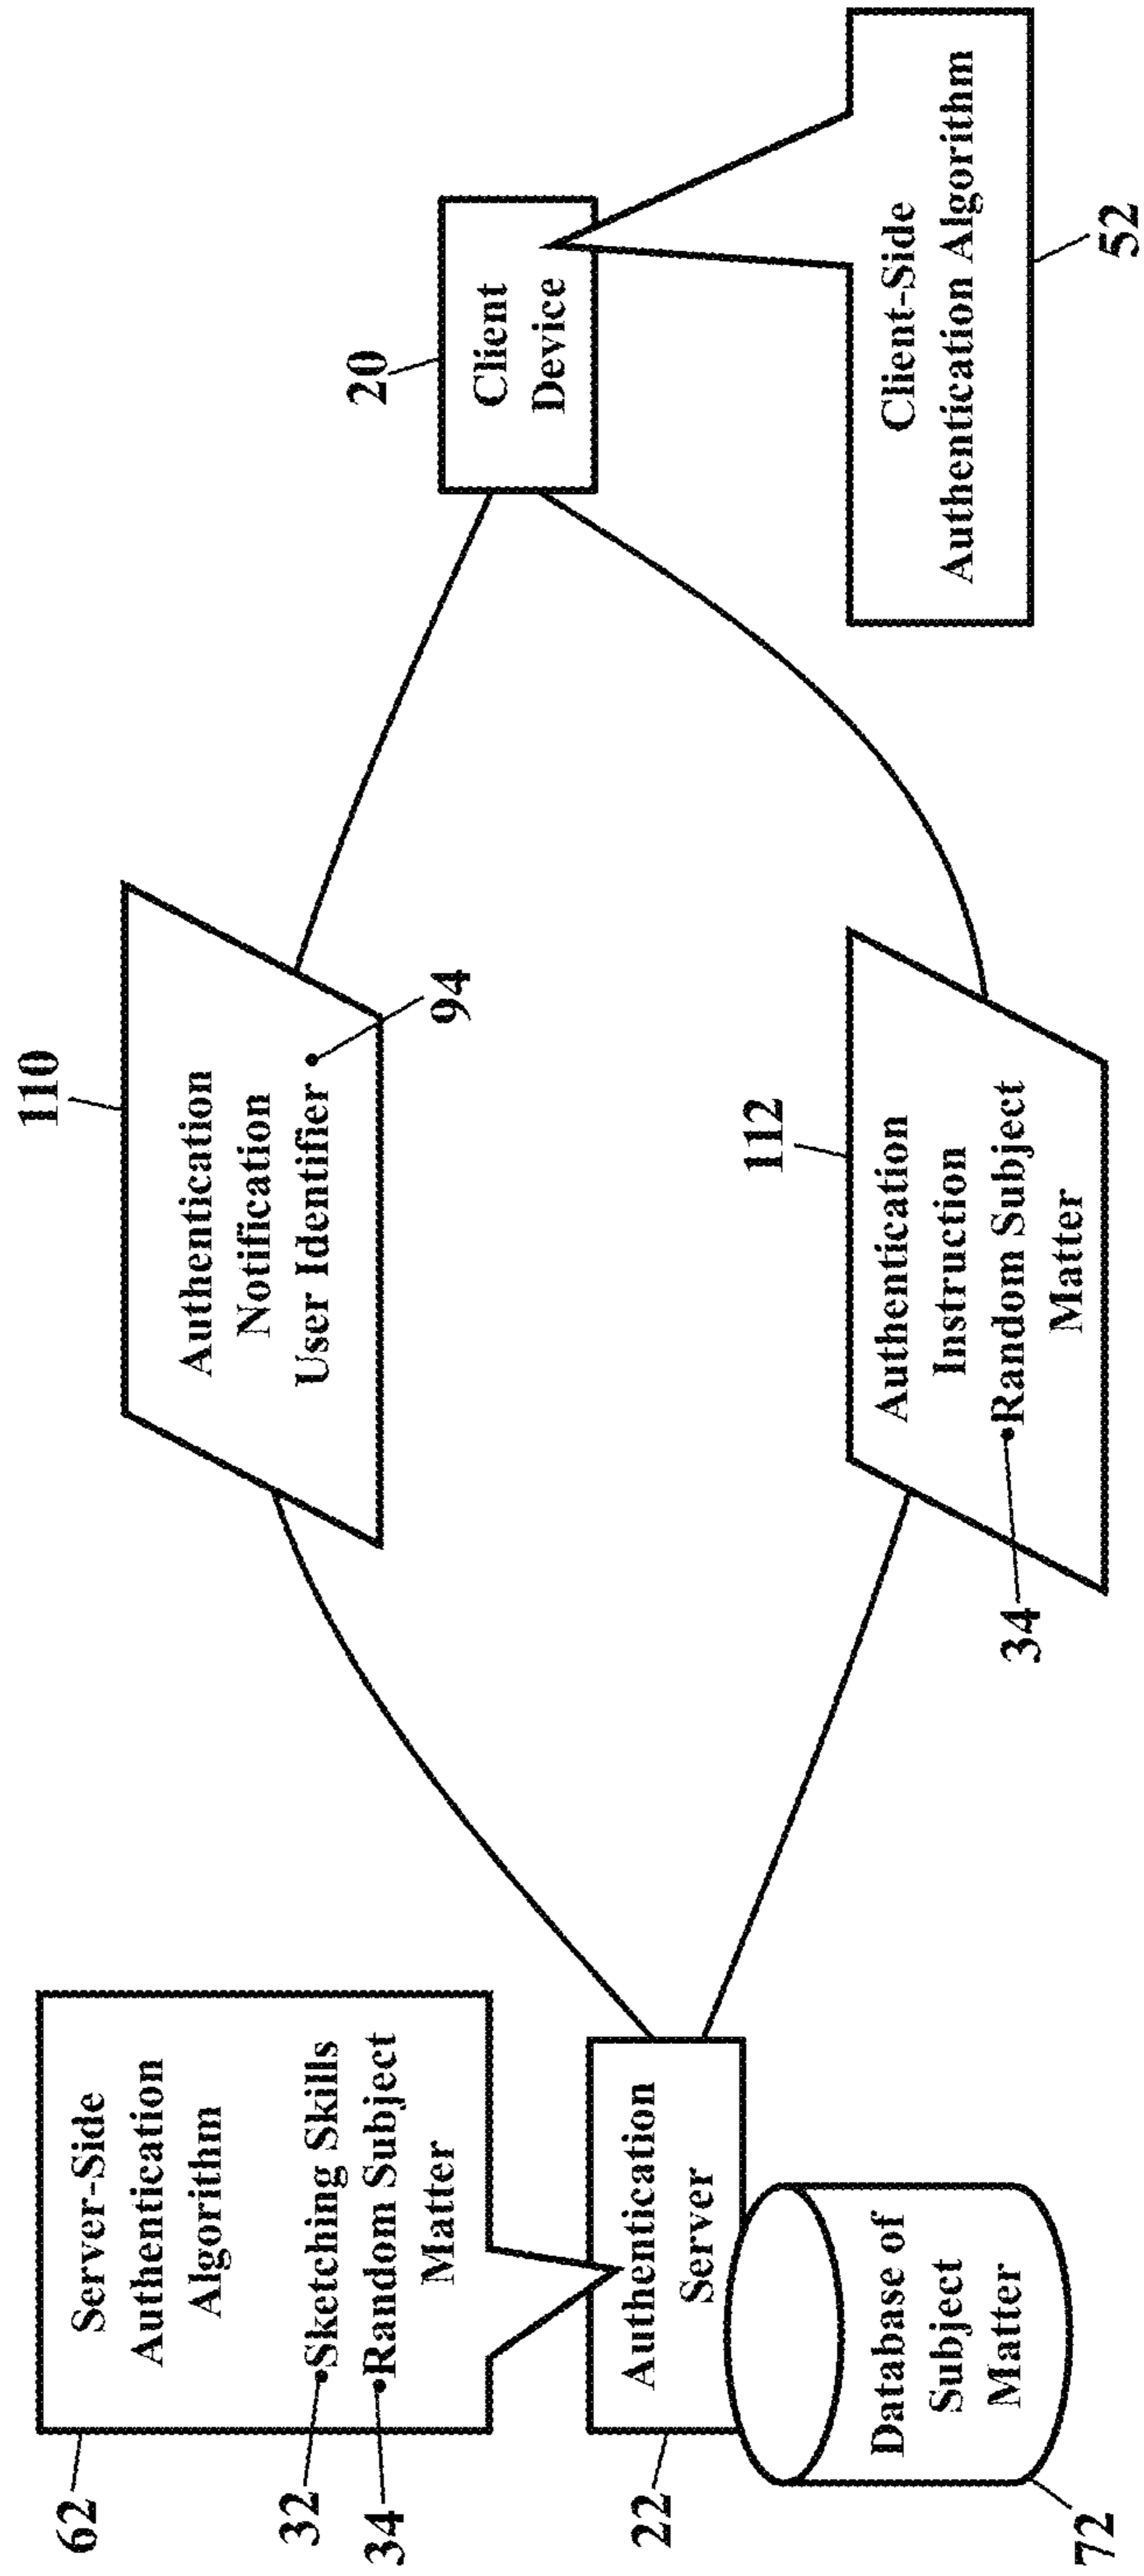 62
Server-Side
Authentication
Algorithm
32
Sketching Skills
34
Random Subject
Matter
22
Authentication
Server
72
Database of
Subject
Matter
110
Authentication
Notification
User Identifier
94
112
Authentication
Instruction
34
Random Subject
Matter
20
Client
Device
Client-Side
Authentication Algorithm
52